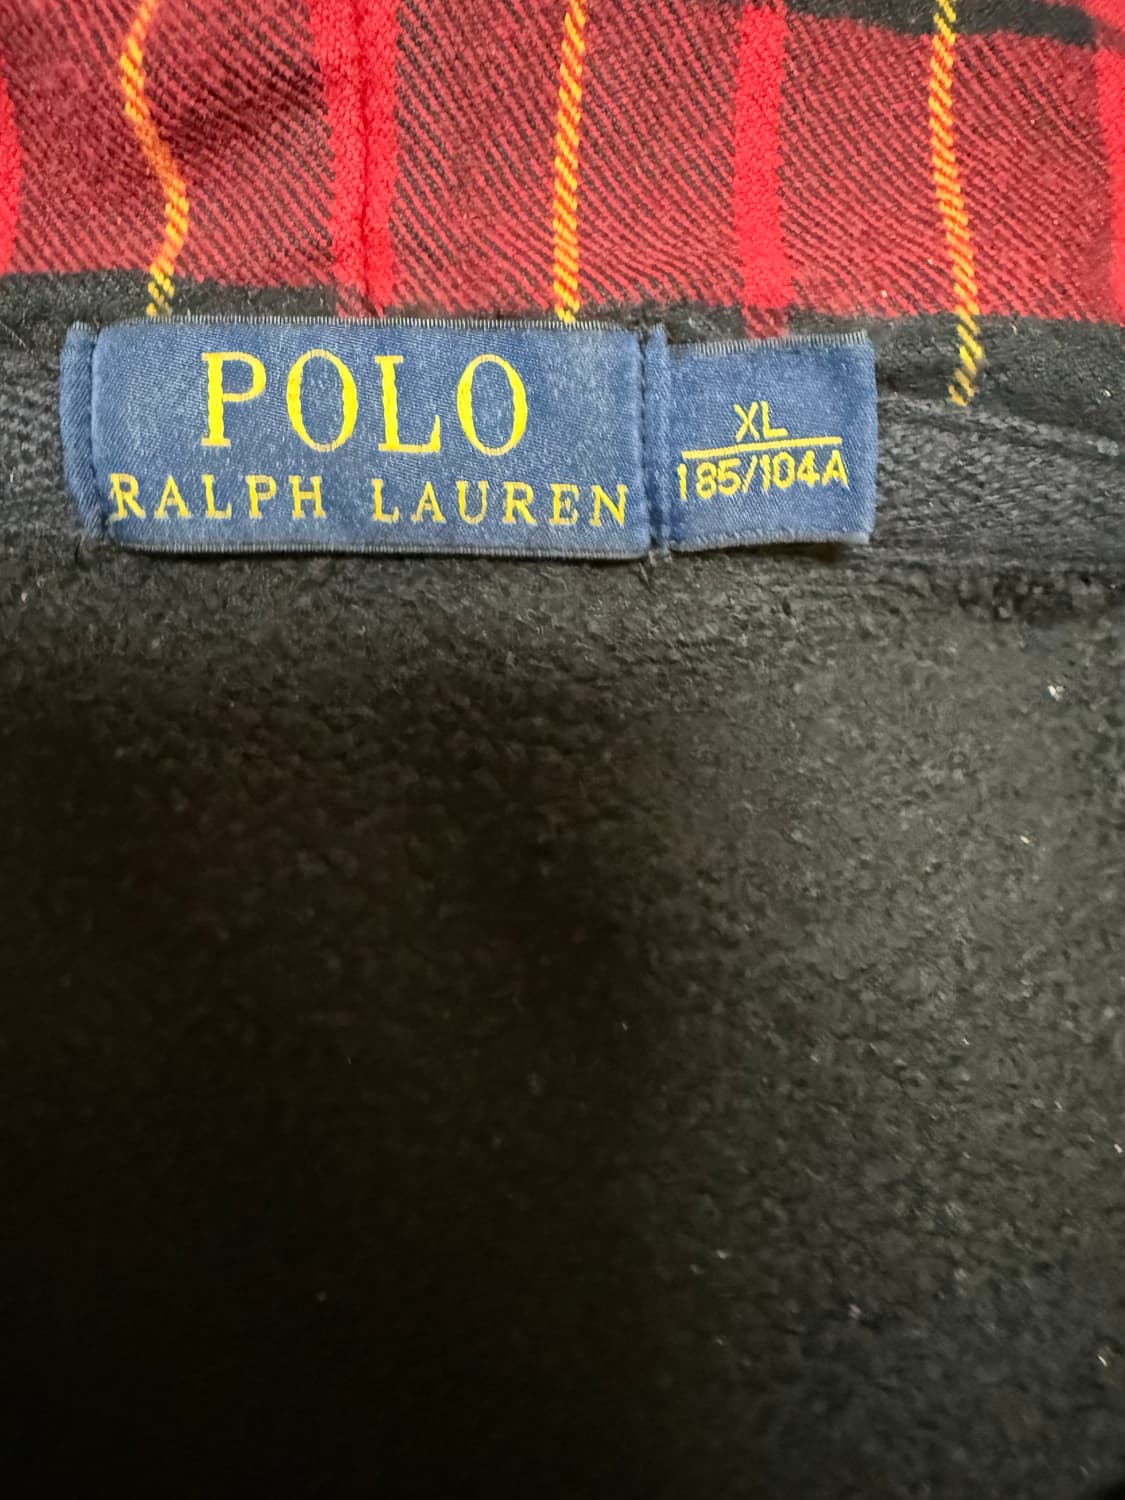 POLO
RALPH LAUREN
XL
185/104A